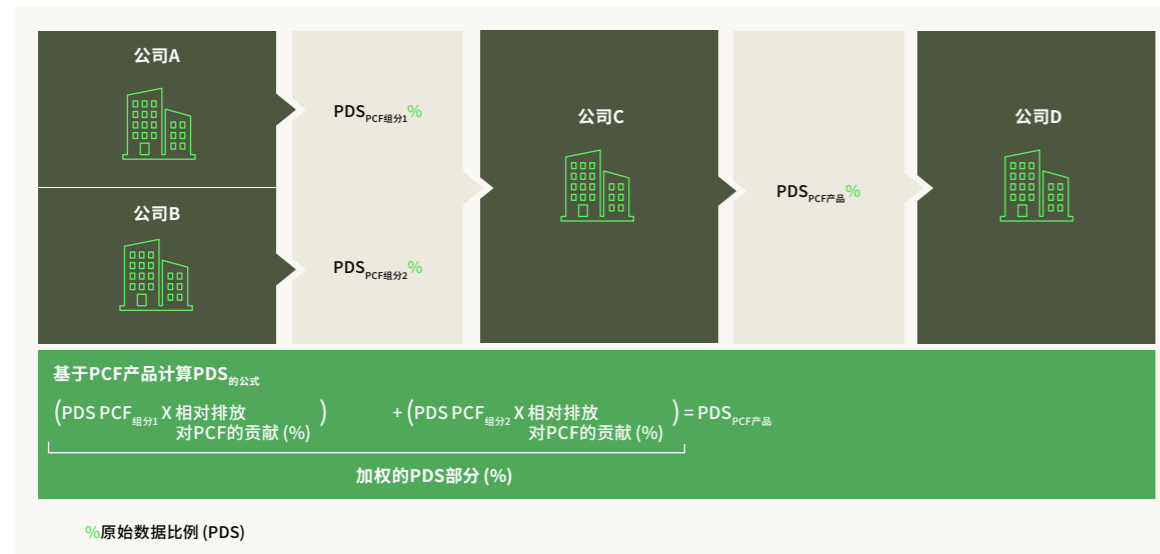 公司A
PDSPCF组分1%
公司B
PDSPCF组分2%
公司C
PDSPCF产品%
公司D
基于PCF产品计算PDS的公式
(PDS PCF组分1 X 相对排放
对PCF的贡献 (%)) + (PDS PCF组分2 X 相对排放
对PCF的贡献 (%)) = PDSPCF产品
加权的PDS部分 (%)
%原始数据比例 (PDS)